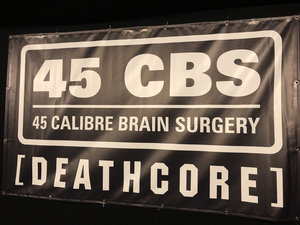 45 CBS
45 CALIBRE BRAIN SURGERY
[DEATHCORE]